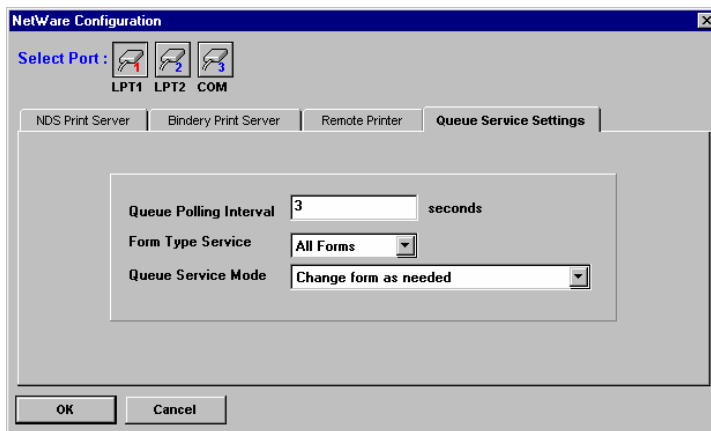 NetWare Configuration
Select Port :
1 2 3
LPT1 LPT2 COM
NDS Print Server Bindery Print Server Remote Printer Queue Service Settings
Queue Polling Interval 3 seconds
Form Type Service All Forms
Queue Service Mode Change form as needed
OK Cancel